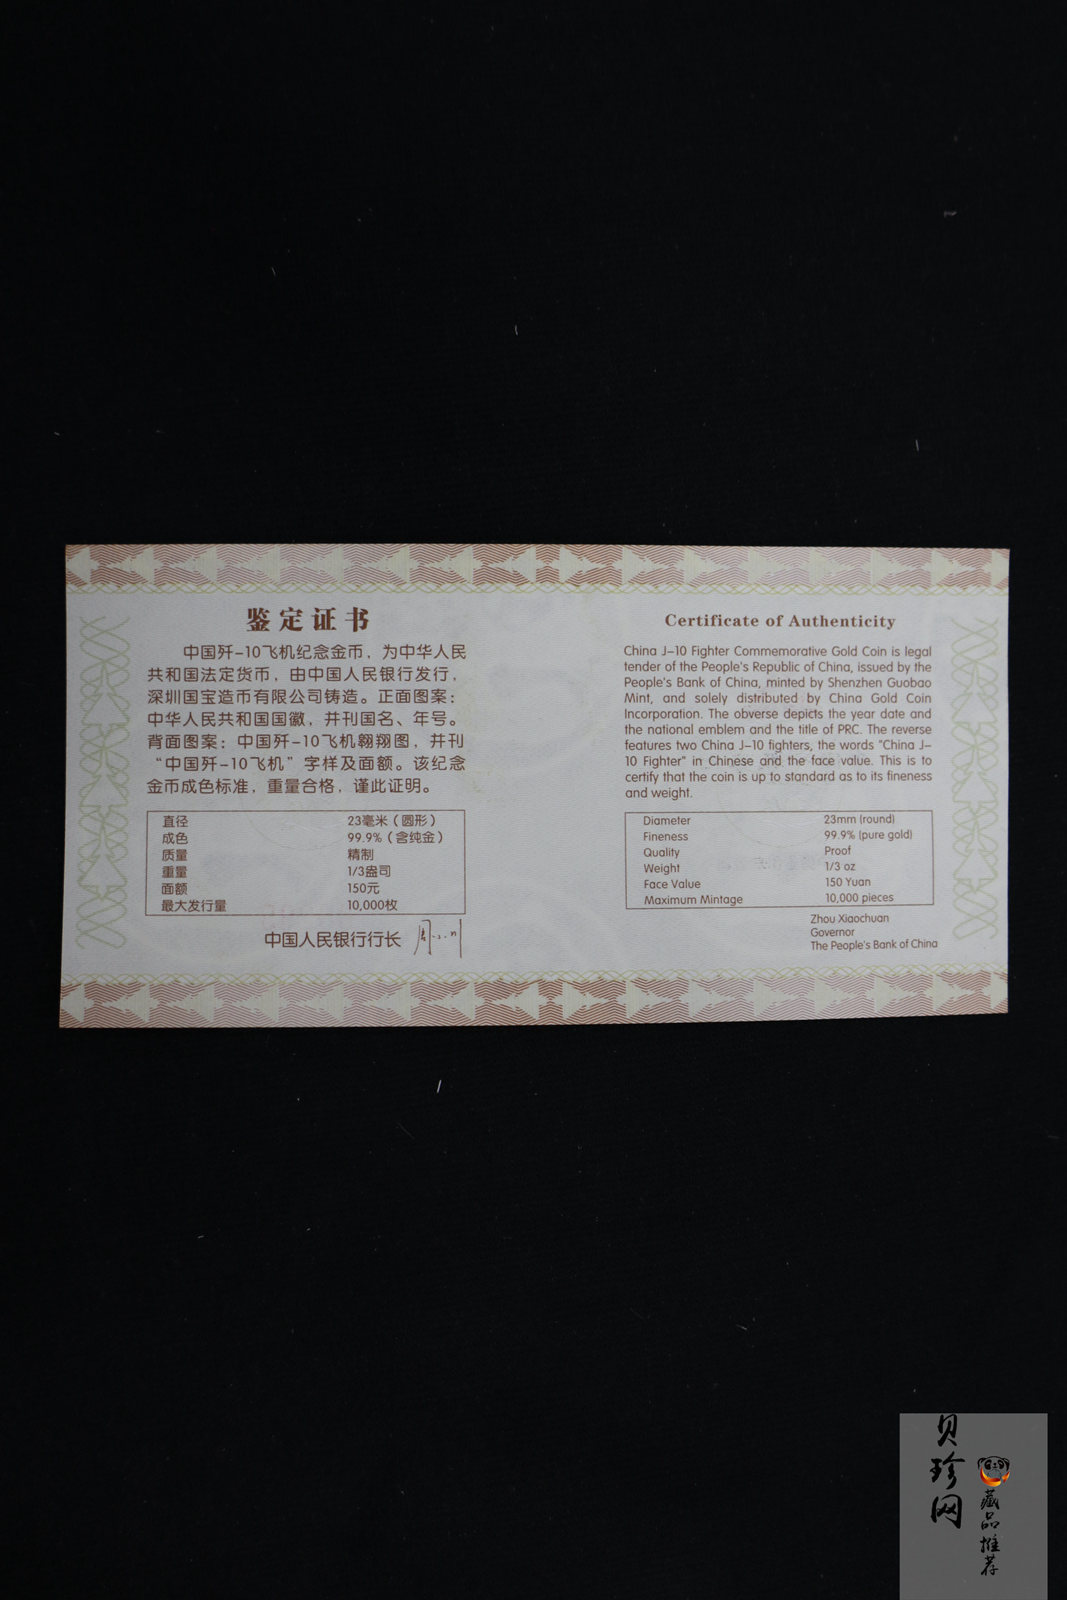 鉴定证书
中国歼-10飞机纪念金币，为中华人民
共和国法定货币，由中国人民银行发行，
深圳国宝造币有限公司铸造。正面图案：
中华人民共和国国徽，并刊国名、年号。
背面图案：中国歼-10飞机翱翔图，并刊
“中国歼-10飞机”字样及面额。该纪念
金币成色标准，重量合格，谨此证明。
直径 23毫米（圆形）
成色 99.9%（含纯金）
质量 精制
重量 1/3盎司
面额 150元
最大发行量 10,000枚
中国人民银行行长
Certificate of Authenticity
China J-10 Fighter Commemorative Gold Coin is legal
tender of the People's Republic of China, issued by the
People's Bank of China, minted by Shenzhen Guobao
Mint, and solely distributed by China Gold Coin
Incorporation. The obverse depicts the year date and
the national emblem and the title of PRC. The reverse
features two China J-10 fighters, the words "China J-
10 Fighter" in Chinese and the face value. This is to
certify that the coin is up to standard as to its fineness
and weight.
Diameter 23mm (round)
Fineness 99.9% (pure gold)
Quality Proof
Weight 1/3 oz
Face Value 150 Yuan
Maximum Mintage 10,000 pieces
Zhou Xiaochuan
Governor
The People's Bank of China
贝珍网
藏品推荐